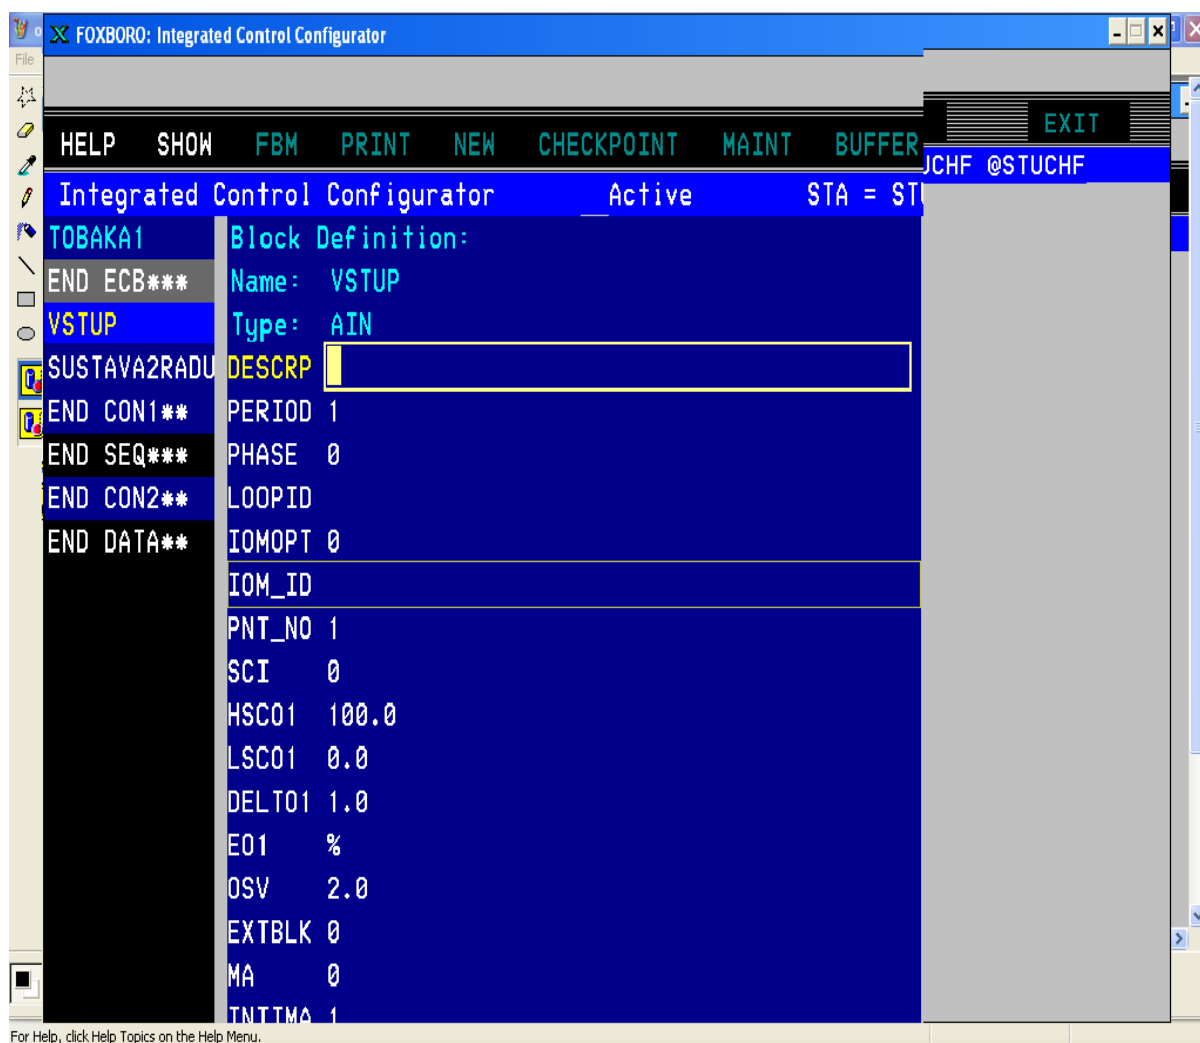 FOXBORO: Integrated Control Configurator
File
EXIT
HELP SHOW FBM PRINT NEW CHECKPOINT MAINT BUFFER
JCHF @STUCHF
Integrated Control Configurator __Active STA = STU
TOBAKA1
END ECB***
VSTUP
SUSTAVA2RADU
END CON1**
END SEQ***
END CON2**
END DATA**
Block Definition:
Name: VSTUP
Type: AIN
DESCRP
PERIOD 1
PHASE 0
LOOPID
IOMOPT 0
IOM_ID
PNT_NO 1
SCI 0
HSCO1 100.0
LSCO1 0.0
DELTO1 1.0
EO1 %
OSV 2.0
EXTBLK 0
MA 0
INITMA 1
For Help, click Help Topics on the Help Menu.